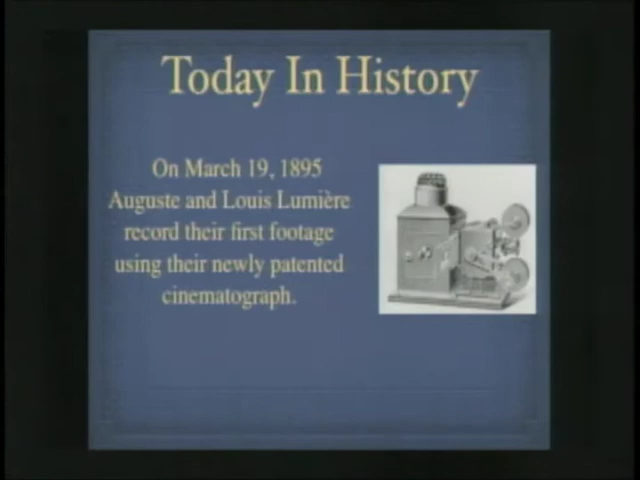 Today In History
On March 19, 1895
Auguste and Louis Lumière
record their first footage
using their newly patented
cinematograph.